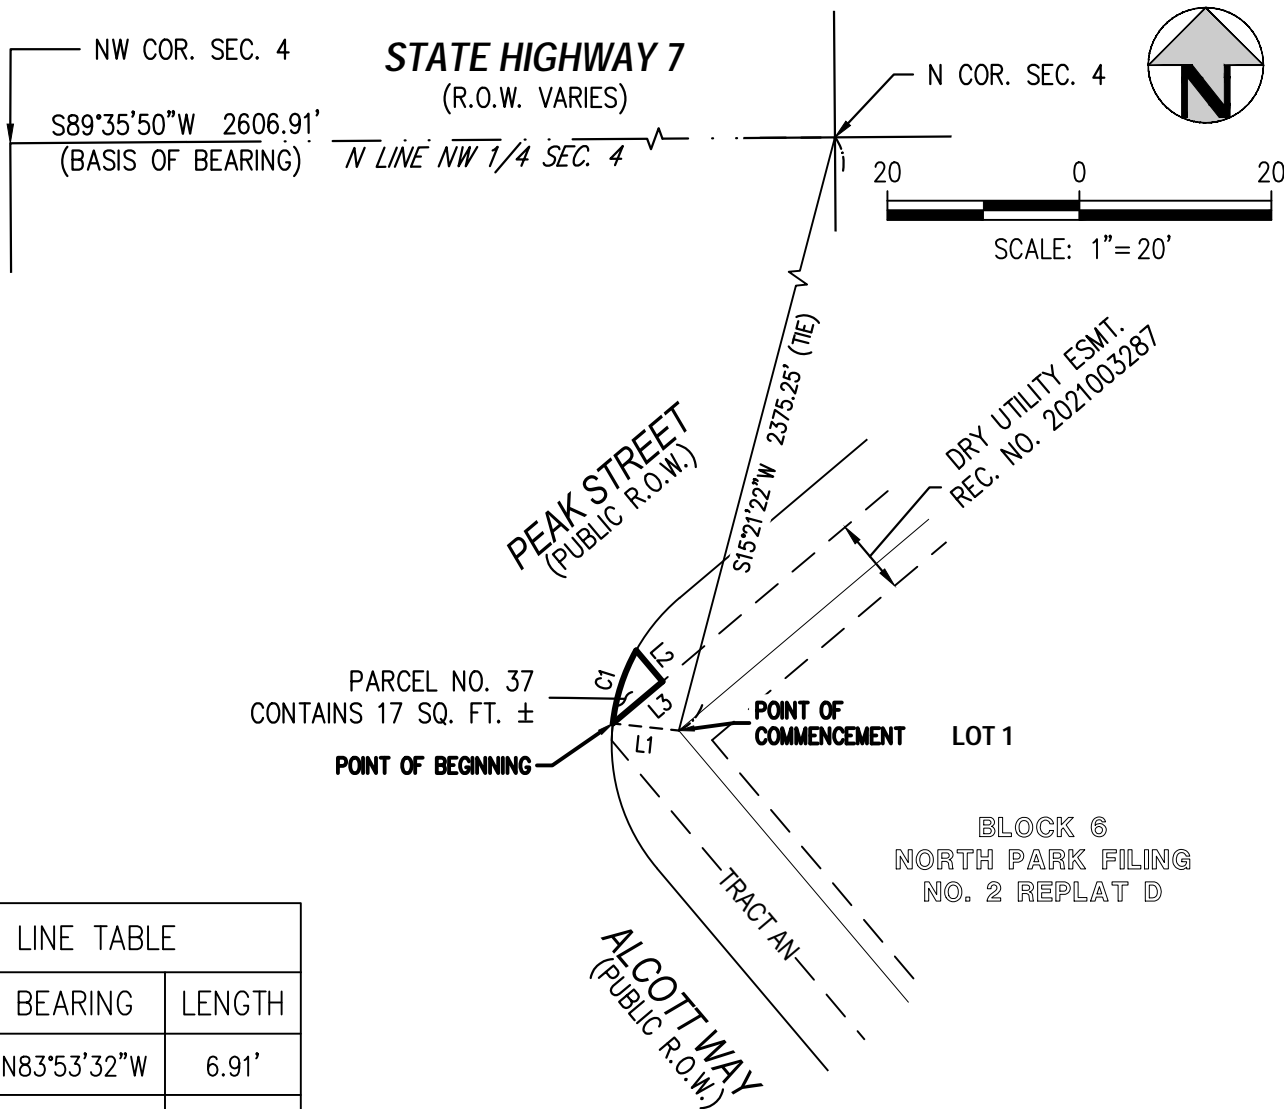 NW COR. SEC. 4
STATE HIGHWAY 7
(R.O.W. VARIES)
N COR. SEC. 4
N
S89°35'50"W 2606.91'
(BASIS OF BEARING)
N LINE NW 1/4 SEC. 4
20 0 20
SCALE: 1"=20'
S15°21'22"W 2375.25' (TIE)
DRY UTILITY ESMT.
REC. NO. 2021003287
PEAK STREET
(PUBLIC R.O.W.)
C1
L2
L3
L1
PARCEL NO. 37
CONTAINS 17 SQ. FT. ±
POINT OF BEGINNING
POINT OF
COMMENCEMENT
LOT 1
BLOCK 6
NORTH PARK FILING
NO. 2 REPLAT D
TRACT AN
ALCOTT WAY
(PUBLIC R.O.W.)
LINE TABLE
BEARING LENGTH
N83°53'32"W 6.91'